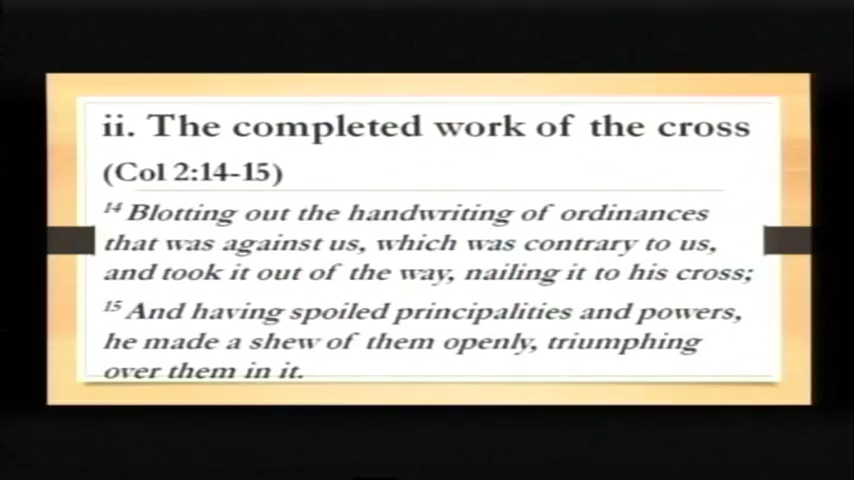 ii. The completed work of the cross
(Col 2:14-15)
14 Blotting out the handwriting of ordinances
that was against us, which was contrary to us,
and took it out of the way, nailing it to his cross;
15 And having spoiled principalities and powers,
he made a shew of them openly, triumphing
over them in it.